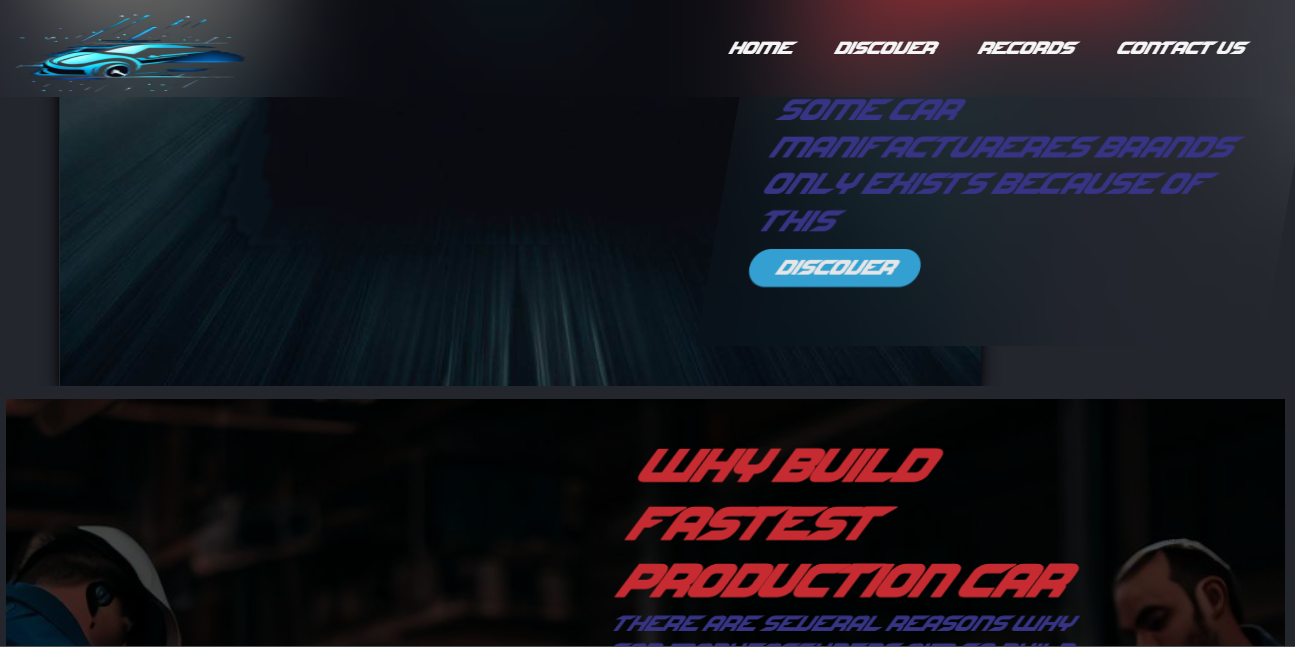 HOME DISCOVER RECORDS CONTACT US
SOME CAR
MANIFACTURERES BRANDS
ONLY EXISTS BECAUSE OF
THIS
DISCOVER
WHY BUILD
FASTEST
PRODUCTION CAR
THERE ARE SEVERAL REASONS WHY